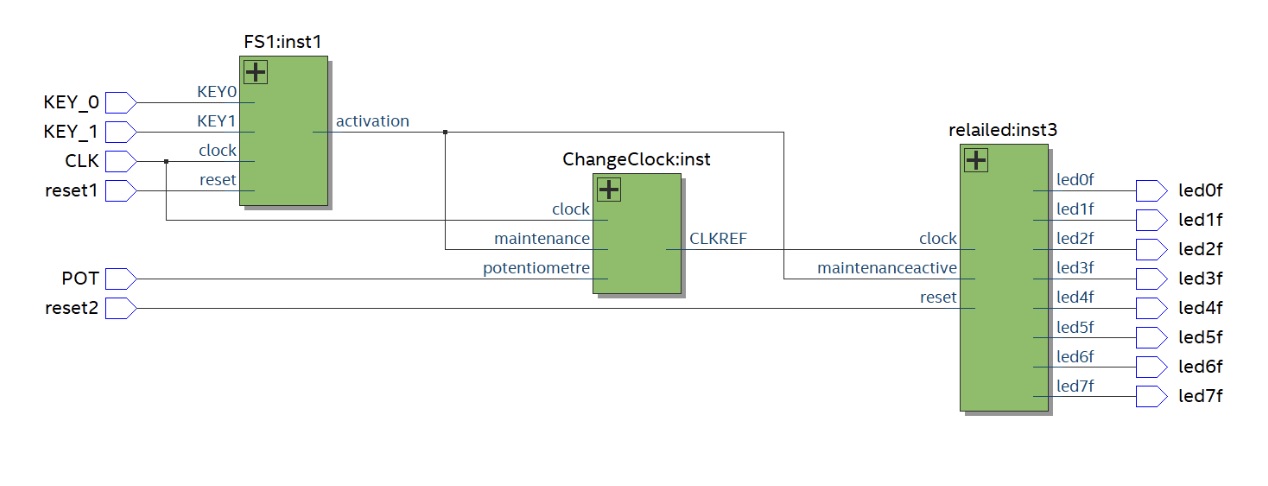 FS1:inst1
KEY_0
KEY0
KEY_1
KEY1
activation
CLK
clock
reset1
reset
ChangeClock:inst
clock
maintenance
CLKREF
potentiometre
POT
reset2
relailed:inst3
clock
maintenanceactive
reset
led0f
led0f
led1f
led1f
led2f
led2f
led3f
led3f
led4f
led4f
led5f
led5f
led6f
led6f
led7f
led7f